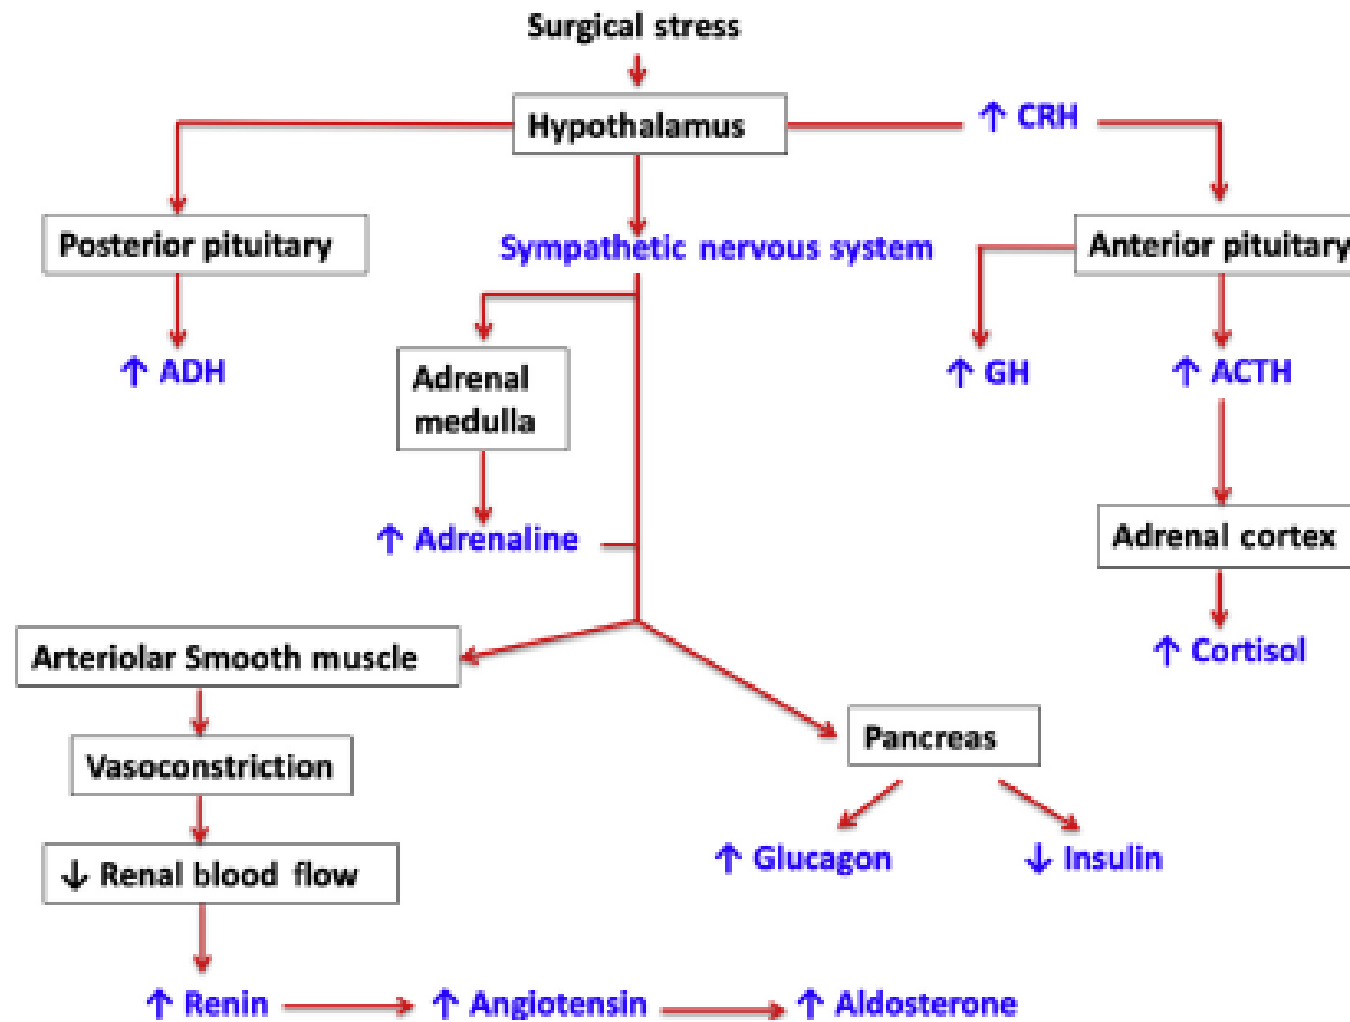 Surgical stress
Hypothalamus
↑ CRH
Posterior pituitary
Sympathetic nervous system
Anterior pituitary
↑ ADH
Adrenal
medulla
↑ GH
↑ ACTH
↑ Adrenaline
Adrenal cortex
Arteriolar Smooth muscle
↑ Cortisol
Pancreas
Vasoconstriction
↓ Renal blood flow
↑ Glucagon
↓ Insulin
↑ Renin
↑ Angiotensin
↑ Aldosterone